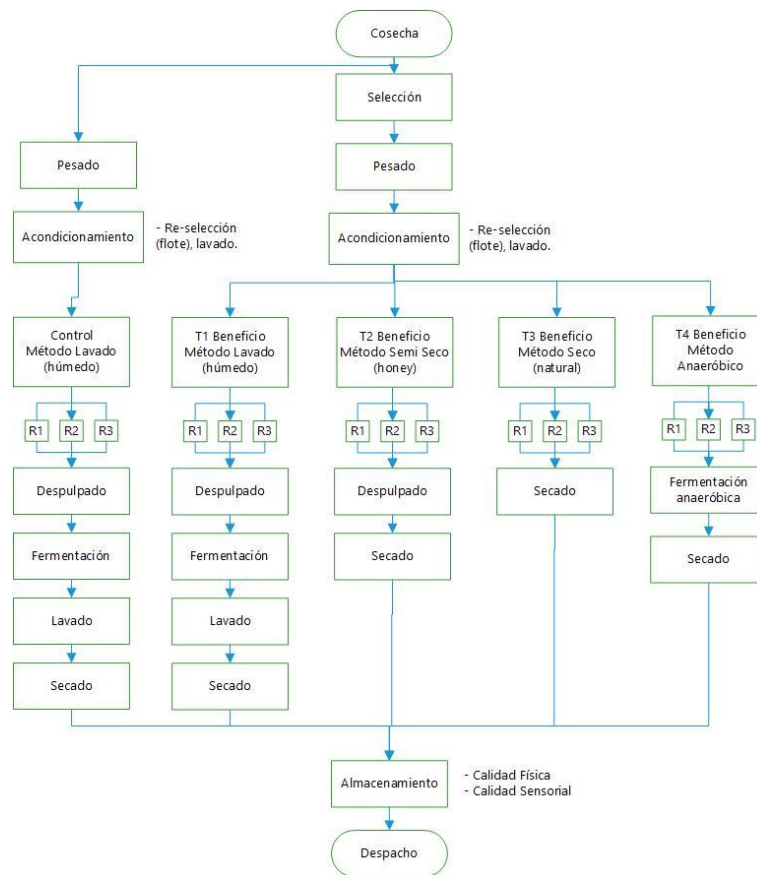 Cosecha
Selección
Pesado
Pesado
Acondicionamiento
- Re-selección
(flote), lavado.
Acondicionamiento
- Re-selección
(flote), lavado.
Control
Método Lavado
(húmedo)
T1 Beneficio
Método Lavado
(húmedo)
T2 Beneficio
Método Semi Seco
(honey)
T3 Beneficio
Método Seco
(natural)
T4 Beneficio
Método
Anaeróbico
R1 R2 R3
R1 R2 R3
R1 R2 R3
R1 R2 R3
R1 R2 R3
Despulpado
Despulpado
Despulpado
Secado
Fermentación
anaeróbica
Fermentación
Fermentación
Secado
Secado
Lavado
Lavado
Secado
Secado
Almacenamiento
- Calidad Física
- Calidad Sensorial
Despacho